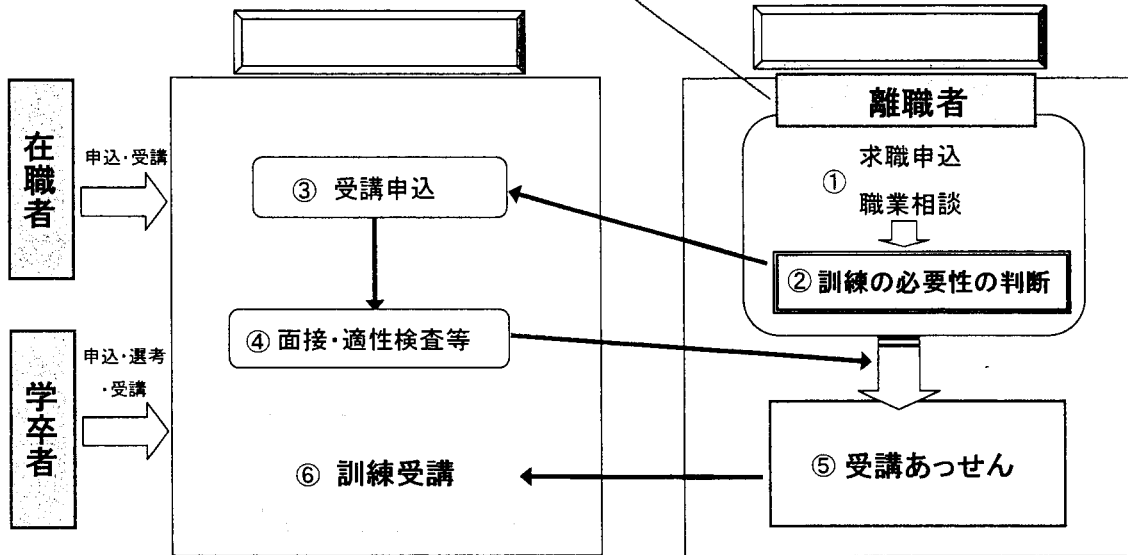 在職者
申込・受講
学卒者
申込・選考
・受講
③ 受講申込
④ 面接・適性検査等
⑥ 訓練受講
離職者
① 求職申込
職業相談
② 訓練の必要性の判断
⑤ 受講あっせん